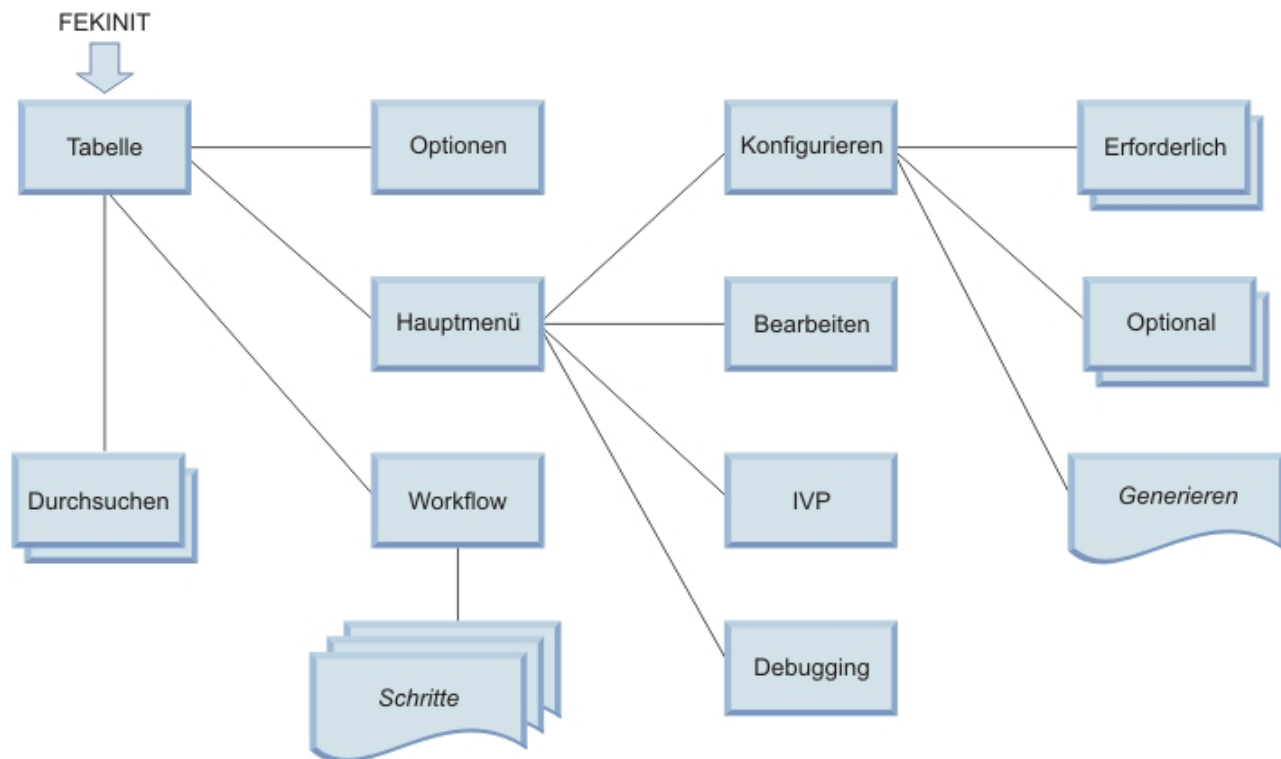 FEKINIT
Tabelle
Optionen
Konfigurieren
Erforderlich
Hauptmenü
Bearbeiten
Optional
Durchsuchen
Workflow
IVP
Generieren
Schritte
Debugging